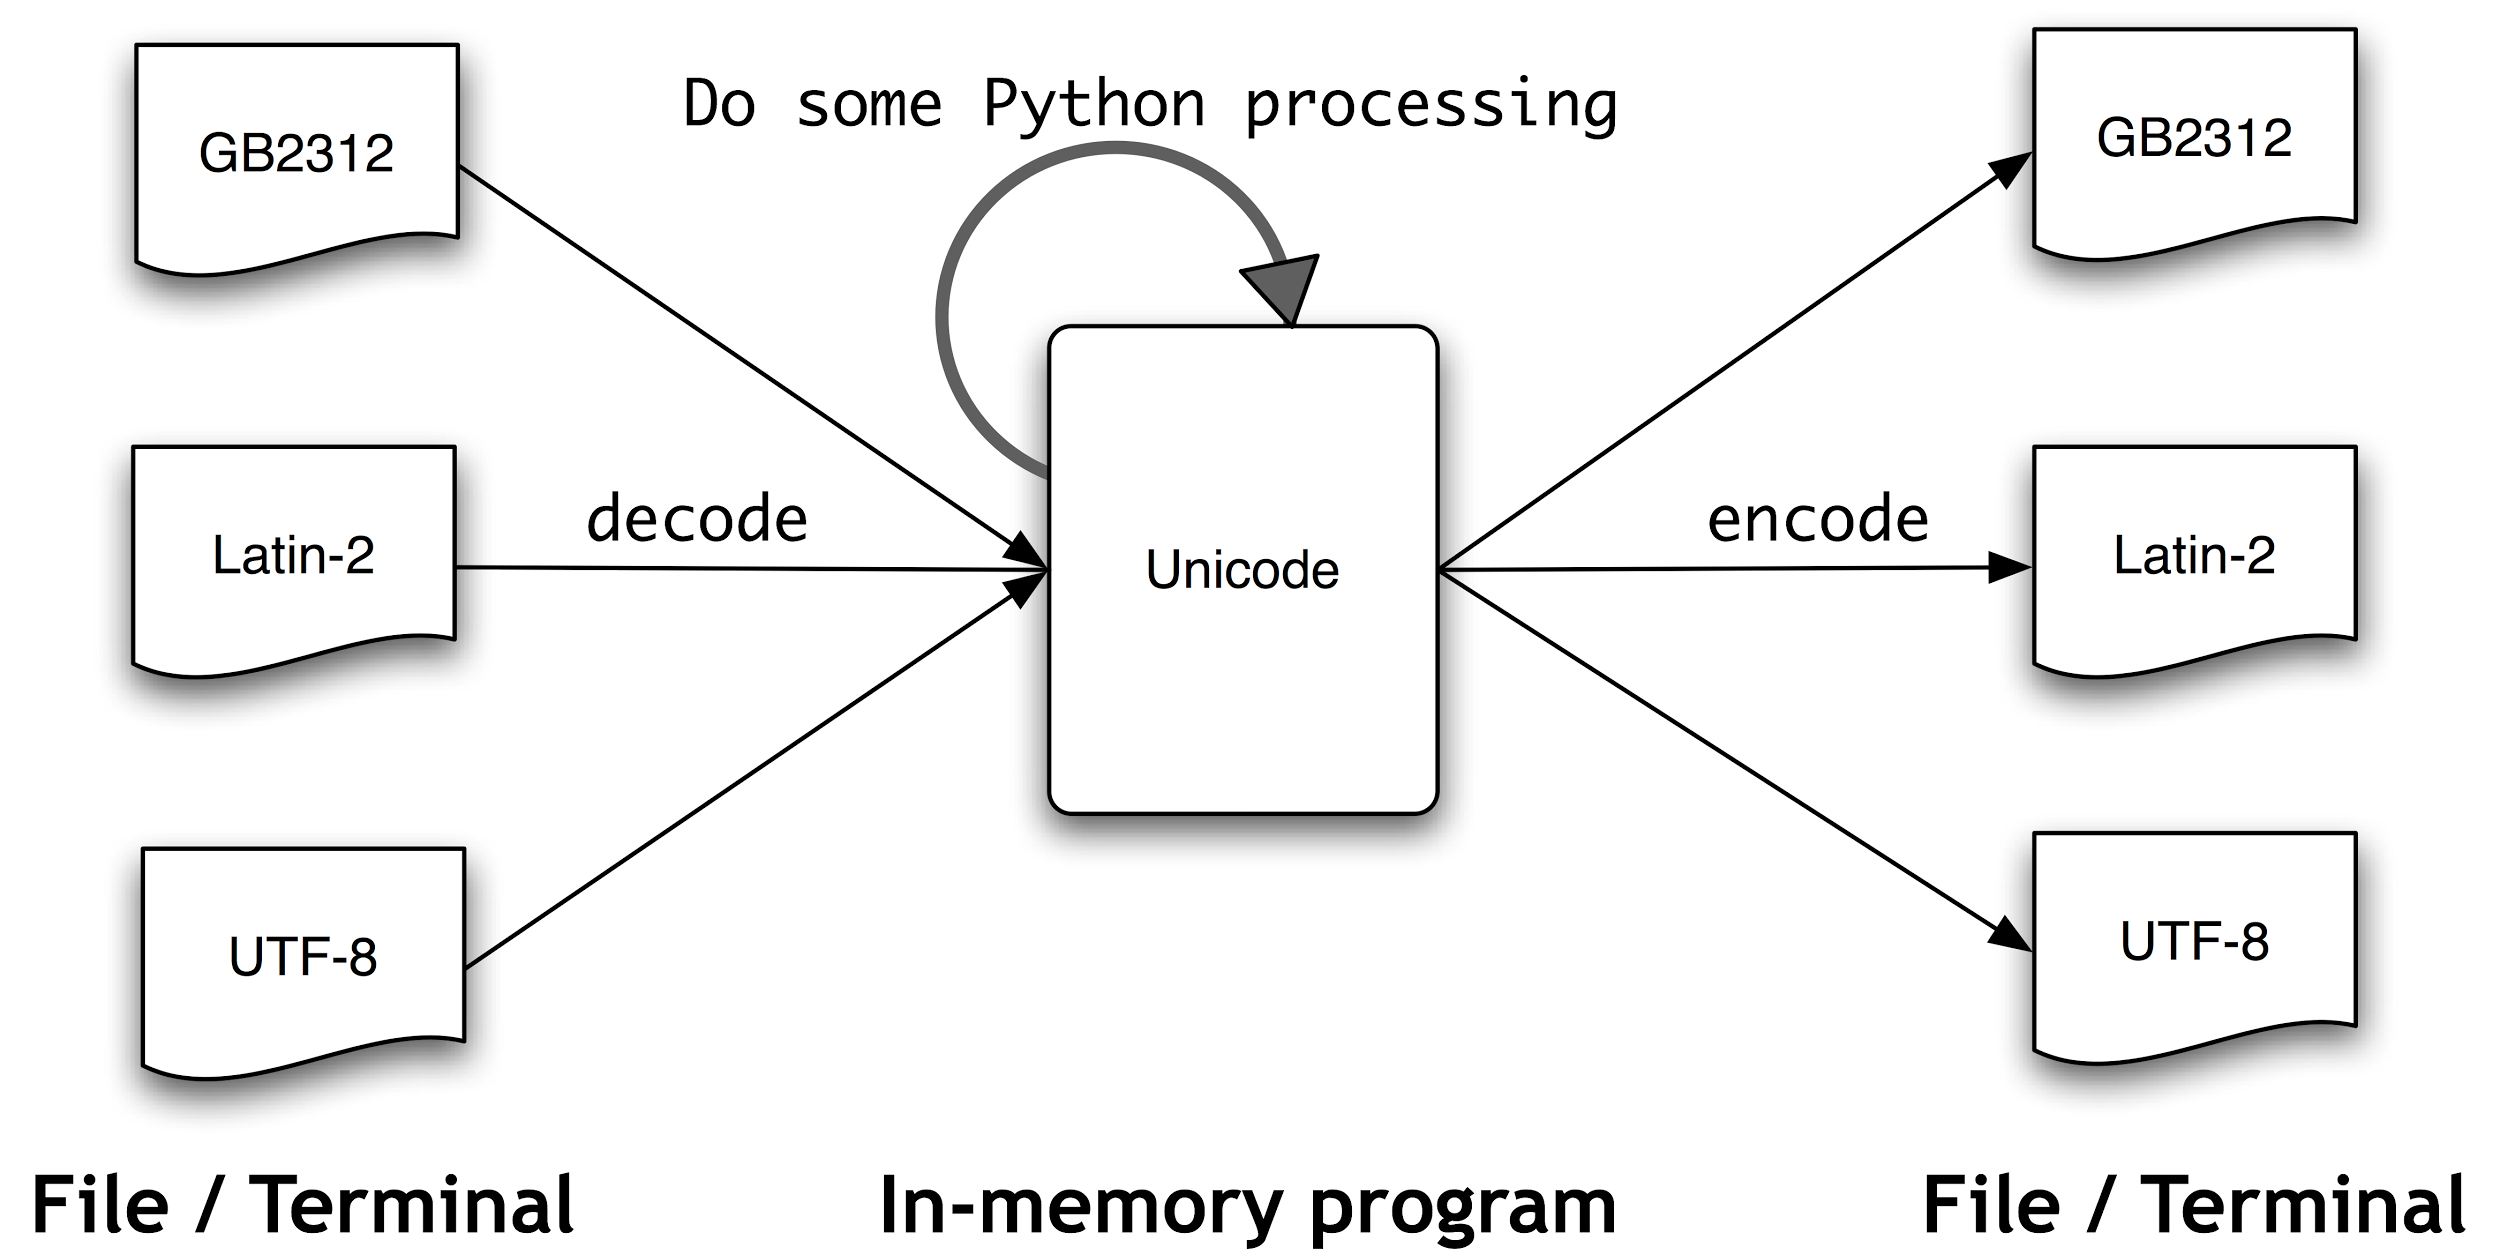 Do some Python processing
GB2312
GB2312
decode
encode
Latin-2
Unicode
Latin-2
UTF-8
UTF-8
File / Terminal
In-memory program
File / Terminal